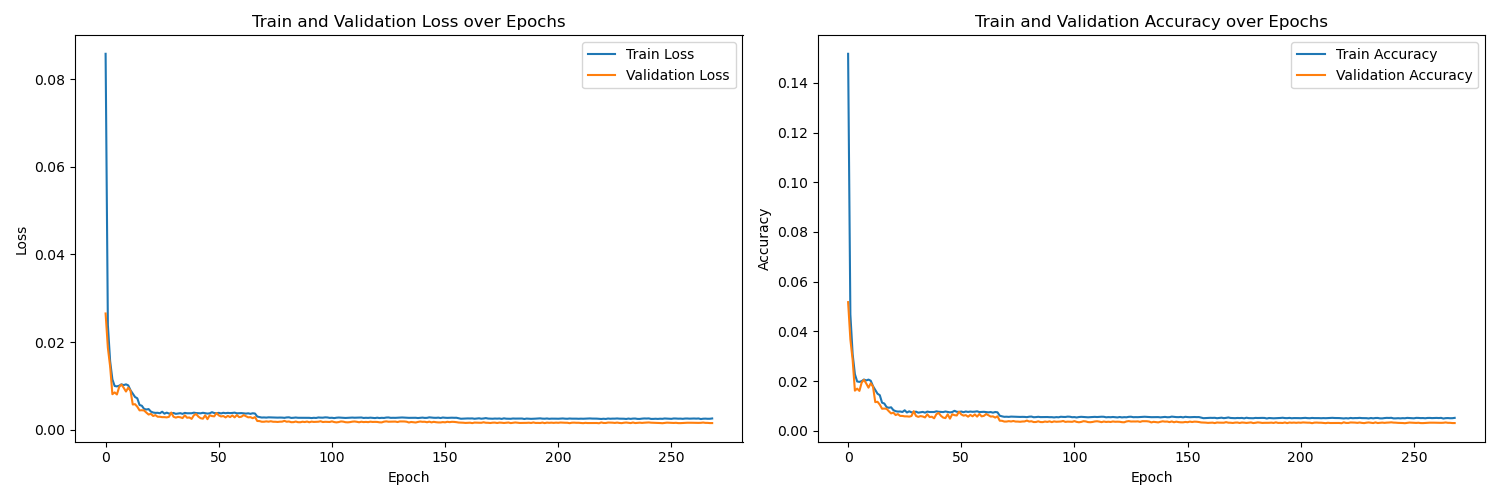 Train and Validation Loss over Epochs
Train Loss
Validation Loss
0.08
0.06
0.04
0.02
0.00
Loss
0
50
100
150
200
250
Epoch
Train and Validation Accuracy over Epochs
Train Accuracy
Validation Accuracy
0.14
0.12
0.10
0.08
0.06
0.04
0.02
0.00
Accuracy
0
50
100
150
200
250
Epoch